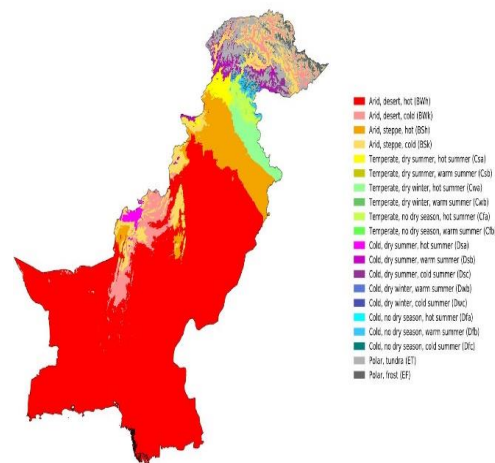 Arid, desert, hot (BWh)
Arid, desert, cold (BWk)
Arid, steppe, hot (BSh)
Arid, steppe, cold (BSk)
Temperate, dry summer, hot summer (Csa)
Temperate, dry summer, warm summer (Csb)
Temperate, dry winter, hot summer (Cwa)
Temperate, dry winter, warm summer (Cwb)
Temperate, no dry season, hot summer (Cfa)
Temperate, no dry season, warm summer (Cfb)
Cold, dry summer, hot summer (Dsa)
Cold, dry summer, warm summer (Dsb)
Cold, dry summer, cold summer (Dsc)
Cold, dry winter, warm summer (Dwb)
Cold, dry winter, cold summer (Dwc)
Cold, no dry season, hot summer (Dfa)
Cold, no dry season, warm summer (Dfb)
Cold, no dry season, cold summer (Dfc)
Polar, tundra (ET)
Polar, frost (EF)